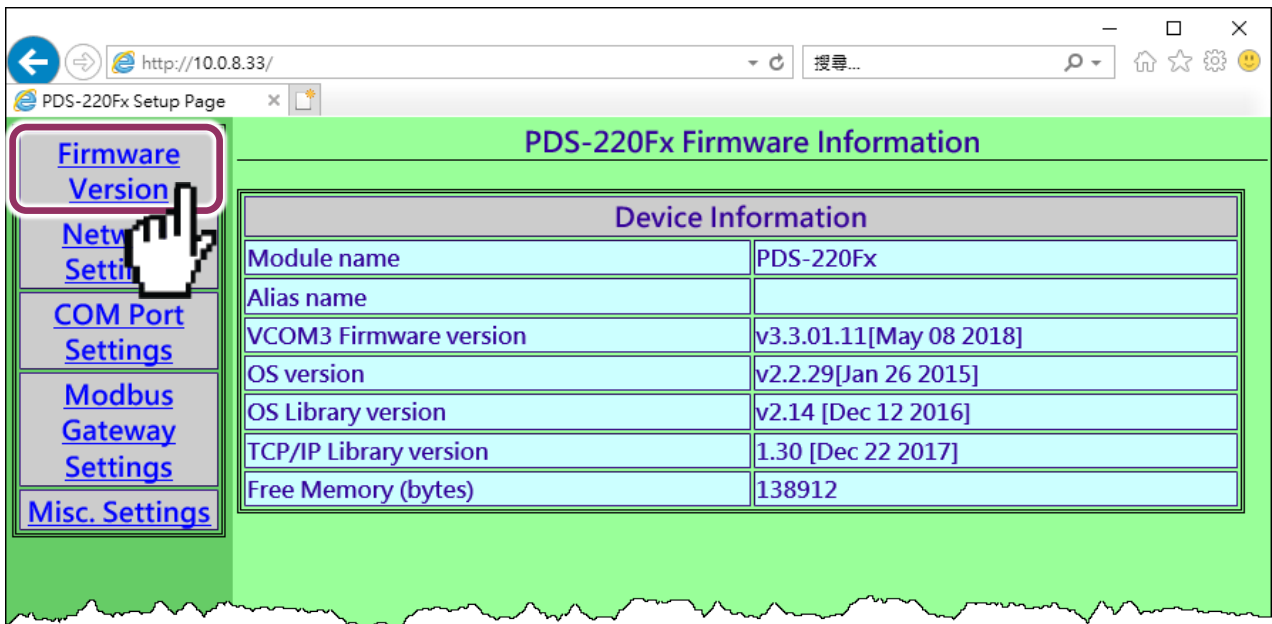 http://10.0.8.33/
搜尋...
PDS-220Fx Setup Page
Firmware
Version
PDS-220Fx Firmware Information
Device Information
Module name PDS-220Fx
Alias name
VCOM3 Firmware version v3.3.01.11[May 08 2018]
OS version v2.2.29[Jan 26 2015]
OS Library version v2.14 [Dec 12 2016]
TCP/IP Library version 1.30 [Dec 22 2017]
Free Memory (bytes) 138912
COM Port
Settings
Modbus
Gateway
Settings
Misc. Settings